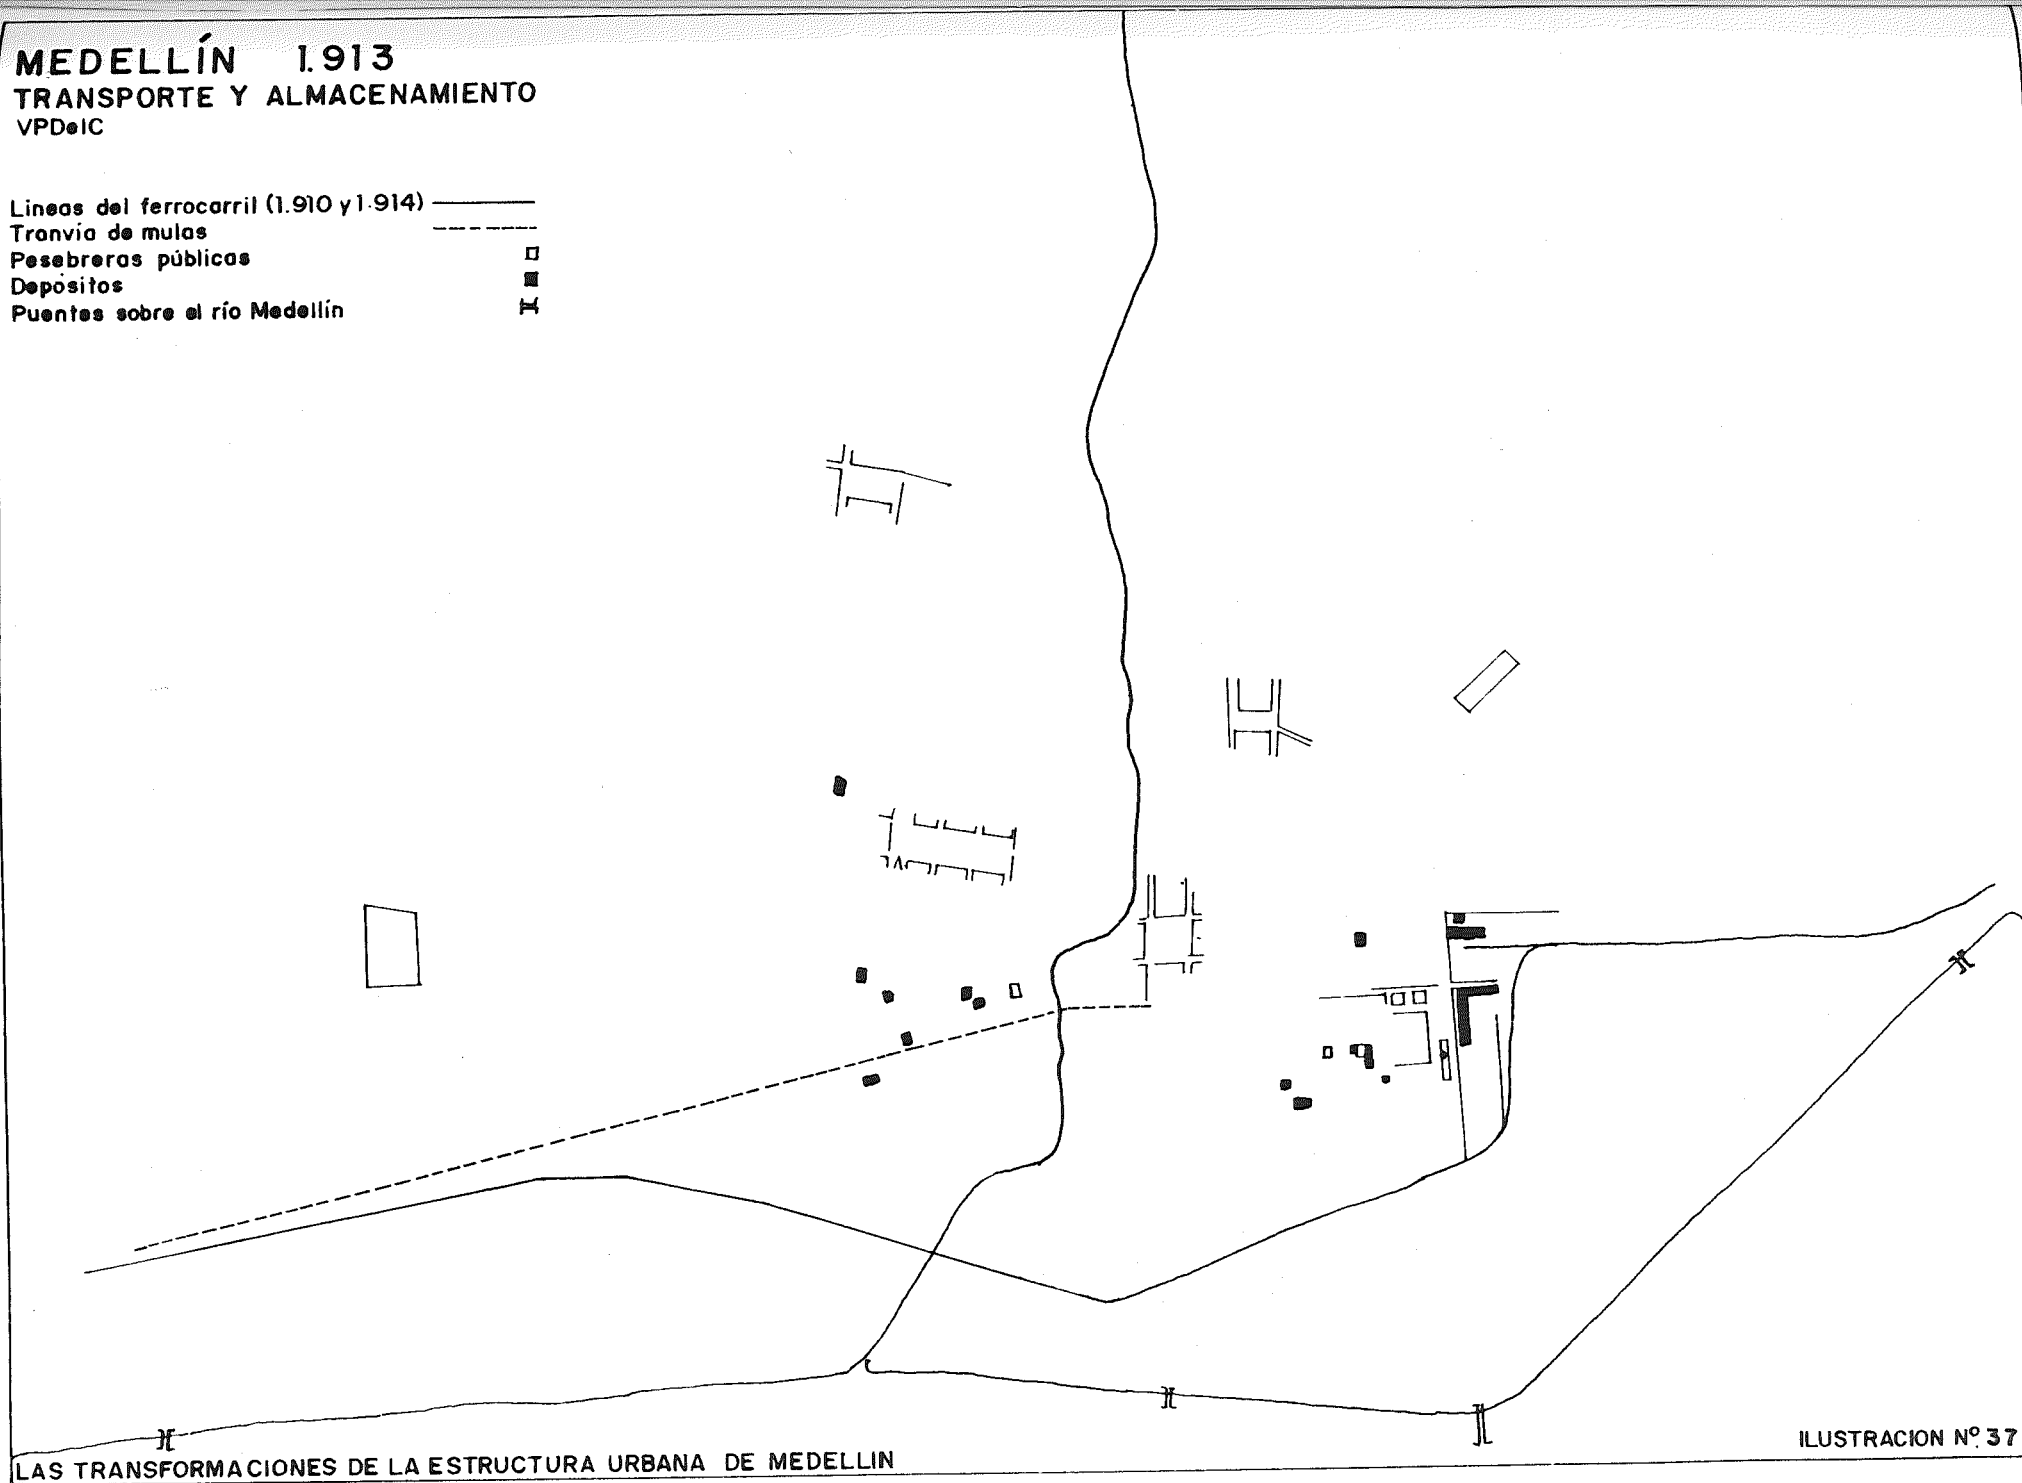 MEDELLÍN 1.913
TRANSPORTE Y ALMACENAMIENTO
VPDeIC
Lineas del ferrocarril (1.910 y 1.914)
Tranvia de mulas
Pesebreras públicas
Depósitos
Puentes sobre el río Medellín
LAS TRANSFORMACIONES DE LA ESTRUCTURA URBANA DE MEDELLIN
ILUSTRACION Nº. 37